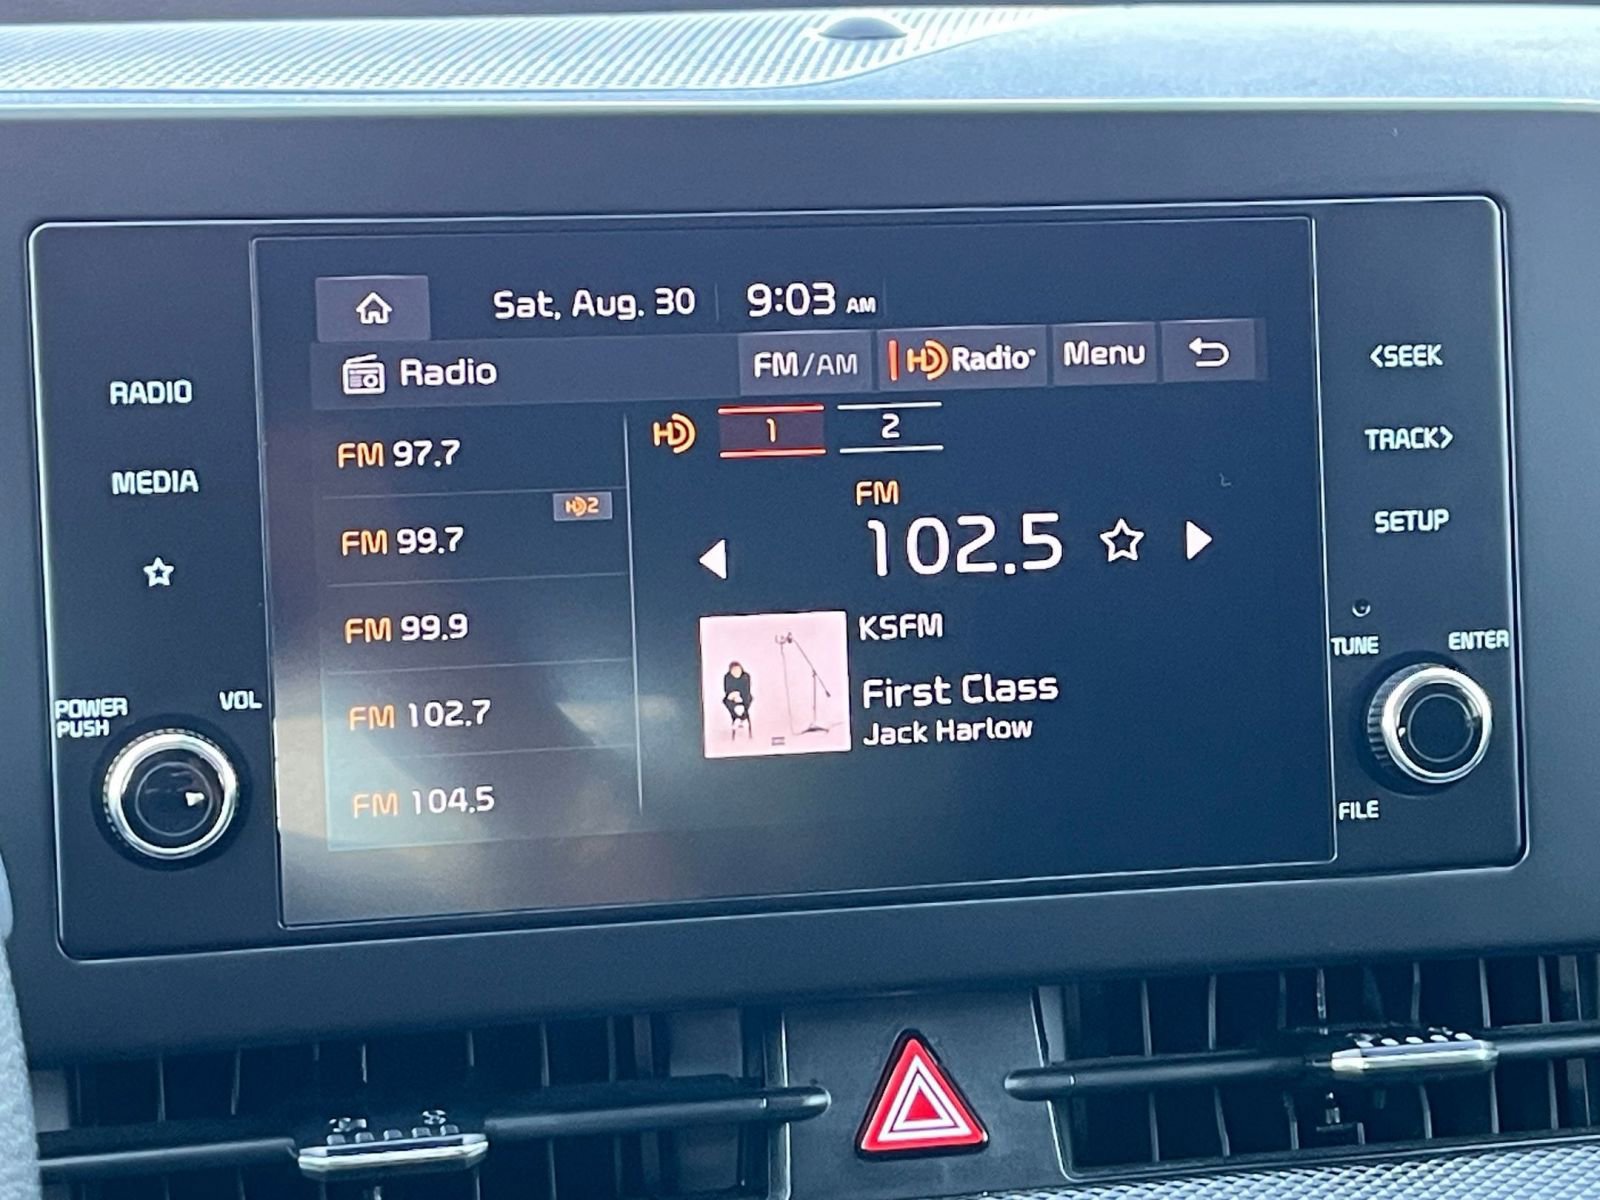 Sat, Aug. 30 9:03 AM
Radio FM/AM HD Radio Menu
RADIO
MEDIA
POWER
PUSH
VOL
FM 97.7
HD2
FM 99.7
FM 99.9
FM 102.7
FM 104.5
HD 1 2
FM
102.5
KSFM
First Class
Jack Harlow
<SEEK
TRACK>
SETUP
TUNE
ENTER
FILE